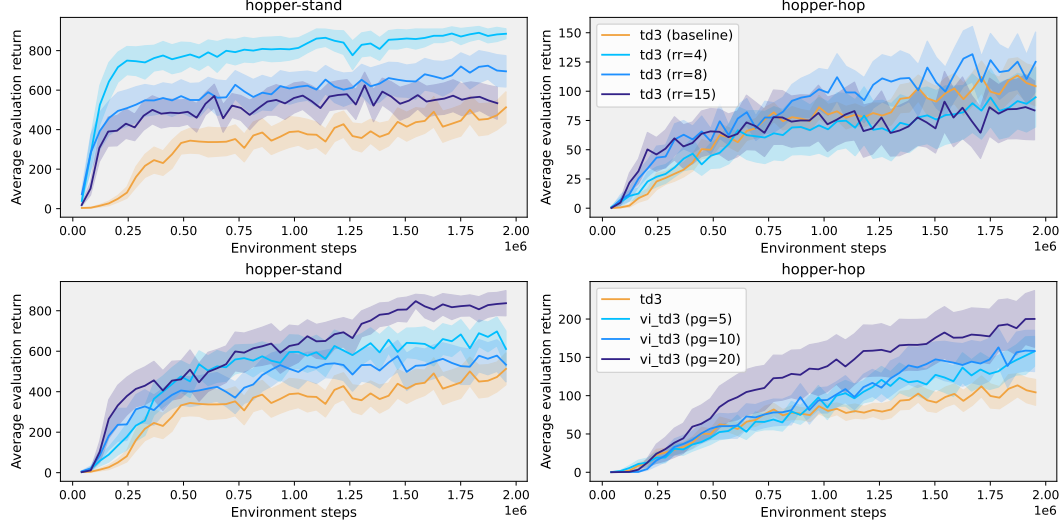 hopper-stand
Average evaluation return
800
600
400
200
0
0.00 0.25 0.50 0.75 1.00 1.25 1.50 1.75 2.00
1e6
Environment steps
hopper-hop
Average evaluation return
150
125
100
75
50
25
0
td3 (baseline)
td3 (rr=4)
td3 (rr=8)
td3 (rr=15)
0.00 0.25 0.50 0.75 1.00 1.25 1.50 1.75 2.00
1e6
Environment steps
hopper-stand
Average evaluation return
800
600
400
200
0
0.00 0.25 0.50 0.75 1.00 1.25 1.50 1.75 2.00
1e6
Environment steps
hopper-hop
Average evaluation return
200
150
100
50
0
td3
vi_td3 (pg=5)
vi_td3 (pg=10)
vi_td3 (pg=20)
0.00 0.25 0.50 0.75 1.00 1.25 1.50 1.75 2.00
1e6
Environment steps